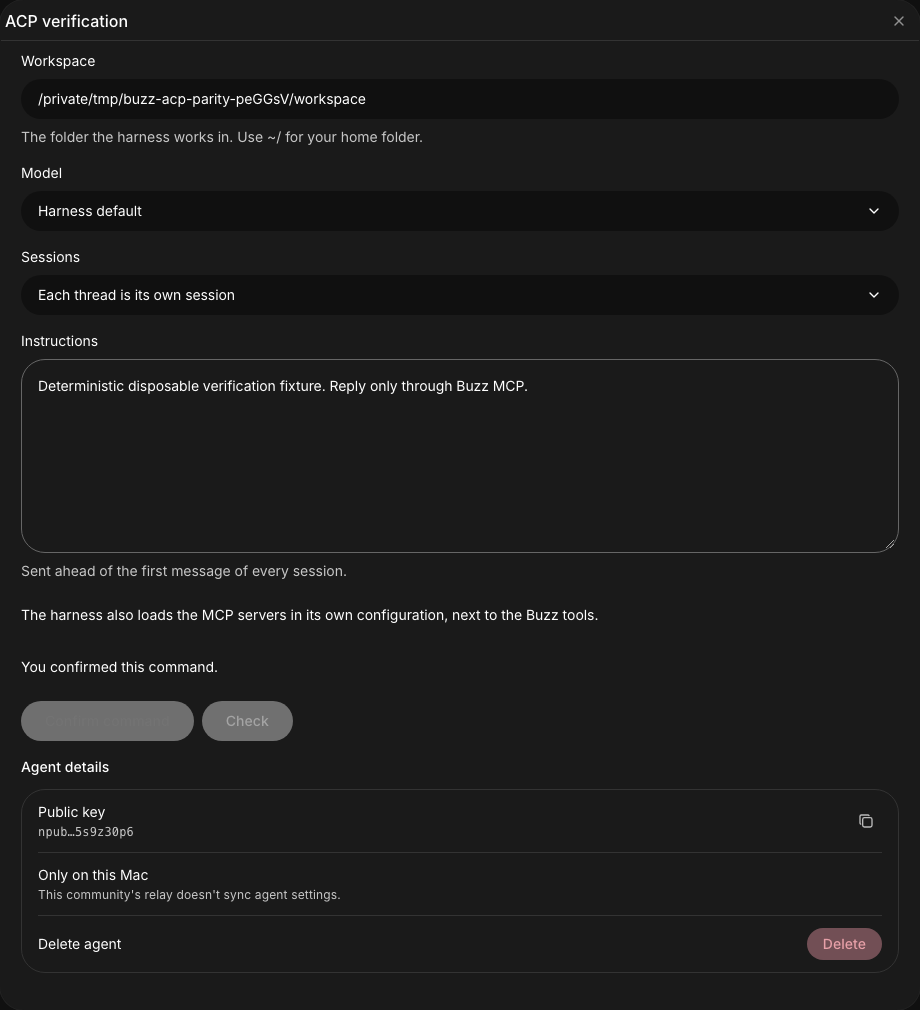 ACP verification
Workspace
/private/tmp/buzz-acp-parity-peGGsV/workspace
The folder the harness works in. Use ~/ for your home folder.
Model
Harness default
Sessions
Each thread is its own session
Instructions
Deterministic disposable verification fixture. Reply only through Buzz MCP.
Sent ahead of the first message of every session.
The harness also loads the MCP servers in its own configuration, next to the Buzz tools.
You confirmed this command.
Check
Agent details
Public key
npub…5s9z30p6
Only on this Mac
This community's relay doesn't sync agent settings.
Delete agent
Delete